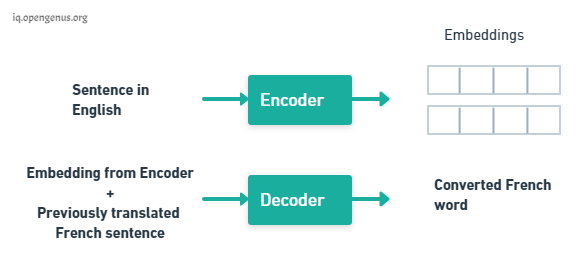 iq.opengenus.org
Embeddings
Sentence in
English
Encoder
Embedding from Encoder
+
Previously translated
French sentence
Decoder
Converted French
word